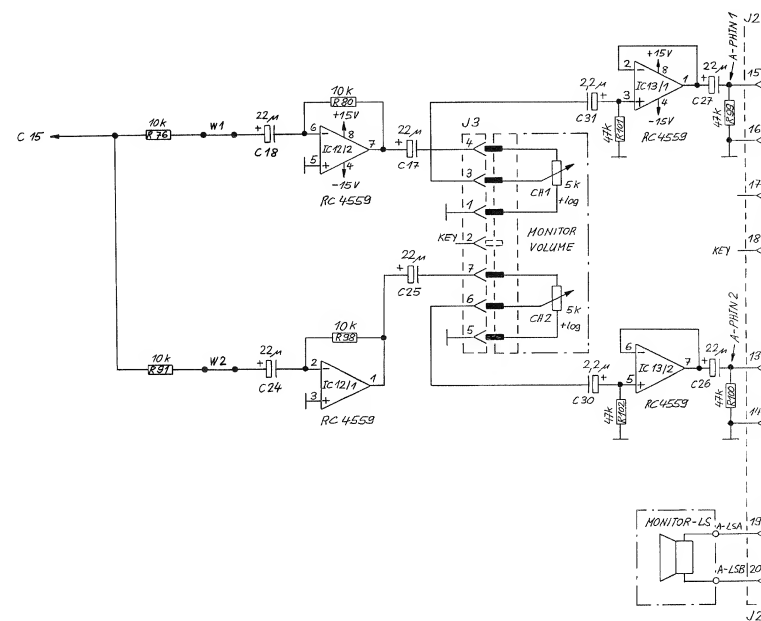 J2
A-PHIN 1
+15V
2
8
IC13/1
1
3
4
-15V
RC4559
22µ
C27
15
R99
47k
16
2,2µ
C31
R101
47k
10k
R80
+15V
6
8
IC12/2
7
5
4
-15V
RC4559
22µ
C18
10k
R76
W1
C 15
22µ
C17
J3
4
3
1
KEY 2
7
6
5
CH1
5k
+log
MONITOR
VOLUME
CH2
5k
+log
17
KEY
18
22µ
C25
10k
R98
10k
R91
W2
22µ
C24
2
IC12/1
1
3
RC4559
2,2µ
C30
R102
47k
6
IC13/2
7
5
RC4559
22µ
C26
A-PHIN 2
13
R100
47k
14
MONITOR-LS
A-LSA
19
A-LSB
20
J2